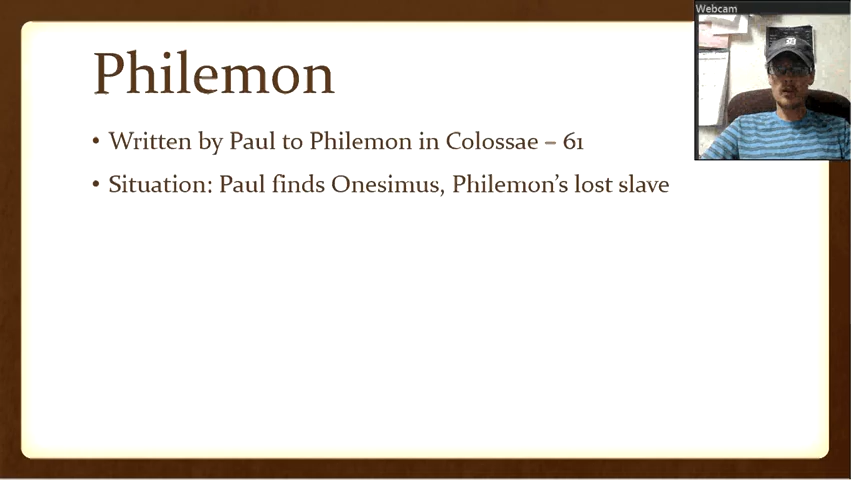 Webcam
Philemon
• Written by Paul to Philemon in Colossae – 61
• Situation: Paul finds Onesimus, Philemon's lost slave